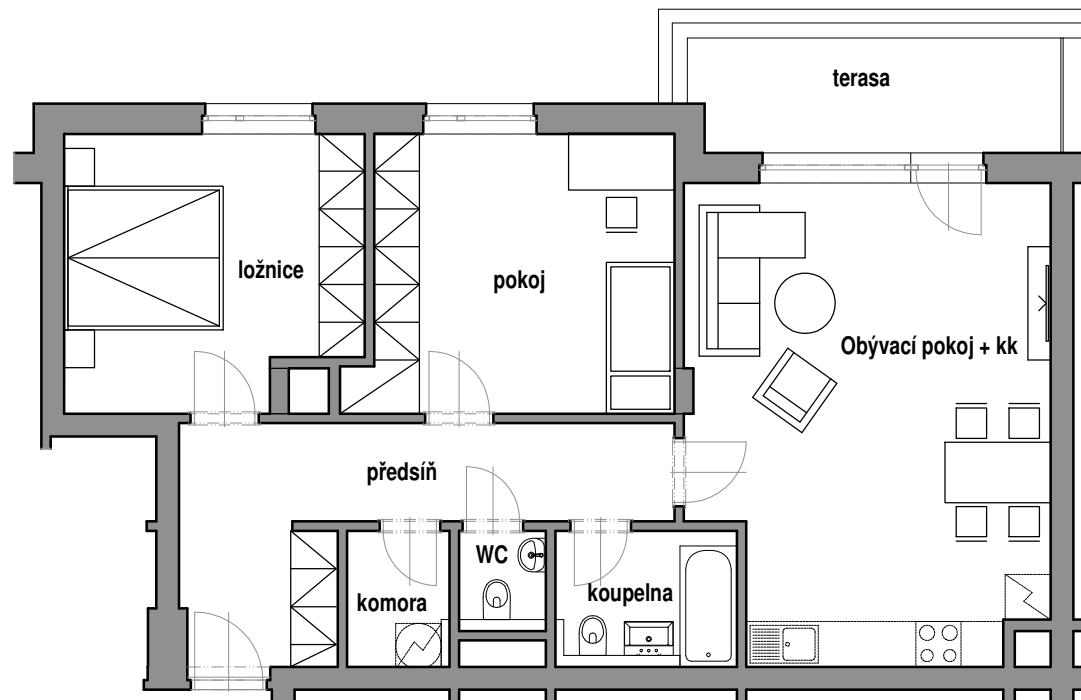 terasa
ložnice
pokoj
Obývací pokoj + kk
předsíň
WC
koupelna
komora